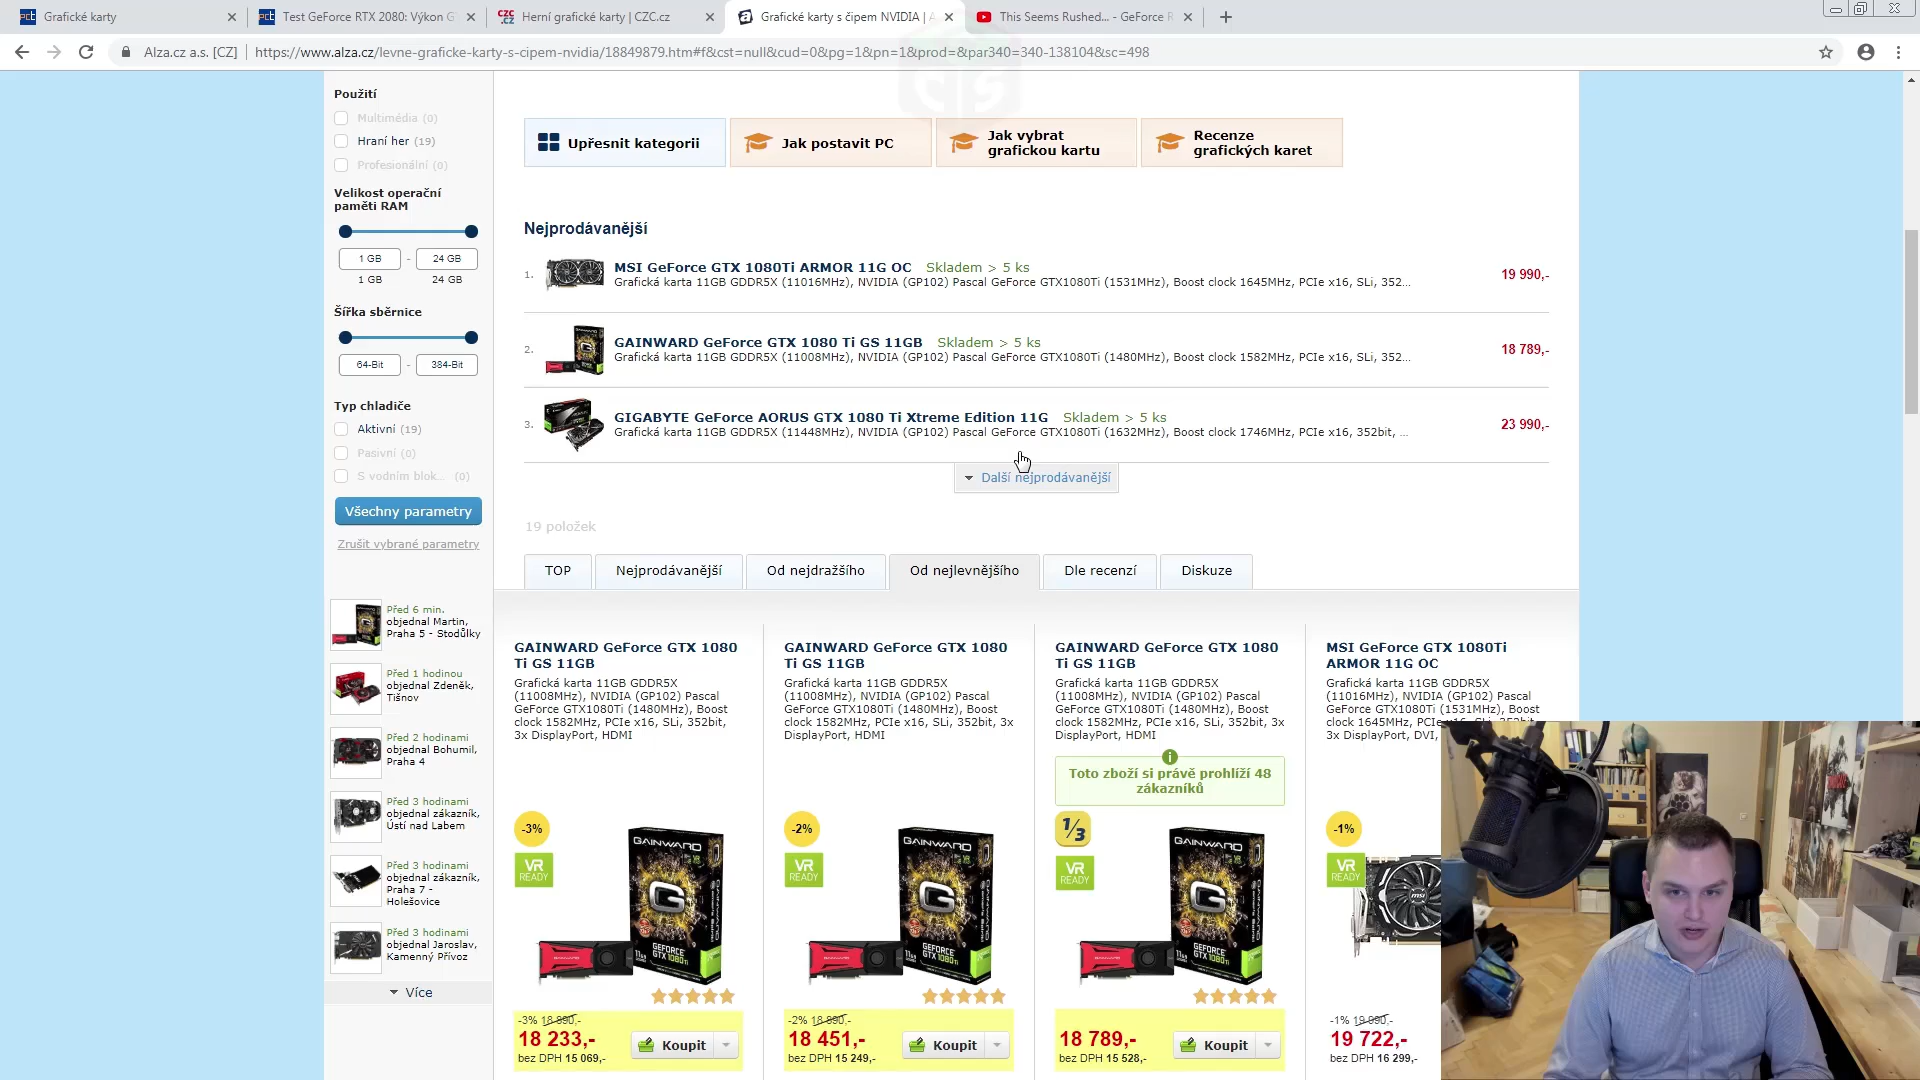 Grafické karty
Test GeForce RTX 2080: Výkon G
Herní grafické karty | CZC.cz
Grafické karty s čipem NVIDIA | A
This Seems Rushed... - GeForce R
Alza.cz a.s. [CZ]
https://www.alza.cz/levne-graficke-karty-s-cipem-nvidia/18849879.htm#f&cst=null&cud=0&pg=1&pn=1&prod=&par340=340-138104&sc=498
Použití
Multimédia (0)
Hraní her (19)
Profesionální (0)
Velikost operační
paměti RAM
1 GB - 24 GB
1 GB 24 GB
Šířka sběrnice
64-Bit - 384-Bit
Typ chladiče
Aktivní (19)
Pasivní (0)
S vodním blok... (0)
Všechny parametry
Zrušit vybrané parametry
Před 6 min.
objednal Martin,
Praha 5 - Stodůlky
Před 1 hodinou
objednal Zdeněk,
Tišnov
Před 2 hodinami
objednal Bohumil,
Praha 4
Před 3 hodinami
objednal zákazník,
Ústí nad Labem
Před 3 hodinami
objednal zákazník,
Praha 7 -
Holešovice
Před 3 hodinami
objednal Jaroslav,
Kamenný Přívoz
Více
Upřesnit kategorii
Jak postavit PC
Jak vybrat
grafickou kartu
Recenze
grafických karet
Nejprodávanější
1. MSI GeForce GTX 1080Ti ARMOR 11G OC Skladem > 5 ks
Grafická karta 11GB GDDR5X (11016MHz), NVIDIA (GP102) Pascal GeForce GTX1080Ti (1531MHz), Boost clock 1645MHz, PCIe x16, SLi, 352...
19 990,-
2. GAINWARD GeForce GTX 1080 Ti GS 11GB Skladem > 5 ks
Grafická karta 11GB GDDR5X (11008MHz), NVIDIA (GP102) Pascal GeForce GTX1080Ti (1480MHz), Boost clock 1582MHz, PCIe x16, SLi, 352...
18 789,-
3. GIGABYTE GeForce AORUS GTX 1080 Ti Xtreme Edition 11G Skladem > 5 ks
Grafická karta 11GB GDDR5X (11448MHz), NVIDIA (GP102) Pascal GeForce GTX1080Ti (1632MHz), Boost clock 1746MHz, PCIe x16, 352bit, ...
23 990,-
Další nejprodávanější
19 položek
TOP
Nejprodávanější
Od nejdražšího
Od nejlevnějšího
Dle recenzí
Diskuze
GAINWARD GeForce GTX 1080
Ti GS 11GB
Grafická karta 11GB GDDR5X
(11008MHz), NVIDIA (GP102) Pascal
GeForce GTX1080Ti (1480MHz), Boost
clock 1582MHz, PCIe x16, SLi, 352bit,
3x DisplayPort, HDMI
-3%
VR
READY
GAINWARD
GEFORCE
GTX 1080Ti
-3% 18 890,-
18 233,-
bez DPH 15 069,-
Koupit
GAINWARD GeForce GTX 1080
Ti GS 11GB
Grafická karta 11GB GDDR5X
(11008MHz), NVIDIA (GP102) Pascal
GeForce GTX1080Ti (1480MHz), Boost
clock 1582MHz, PCIe x16, SLi, 352bit, 3x
DisplayPort, HDMI
-2%
VR
READY
GAINWARD
GEFORCE
GTX 1080Ti
-2% 18 890,-
18 451,-
bez DPH 15 249,-
Koupit
GAINWARD GeForce GTX 1080
Ti GS 11GB
Grafická karta 11GB GDDR5X
(11008MHz), NVIDIA (GP102) Pascal
GeForce GTX1080Ti (1480MHz), Boost
clock 1582MHz, PCIe x16, SLi, 352bit, 3x
DisplayPort, HDMI
Toto zboží si právě prohlíží 48
zákazníků
1/3
VR
READY
GAINWARD
GEFORCE
GTX 1080Ti
18 789,-
bez DPH 15 528,-
Koupit
MSI GeForce GTX 1080Ti
ARMOR 11G OC
Grafická karta 11GB GDDR5X
(11016MHz), NVIDIA (GP102) Pascal
GeForce GTX1080Ti (1531MHz), Boost
clock 1645MHz, PCIe x16, SLi, 352bit,
3x DisplayPort, DVI,
-1%
VR
READY
-1% 19 990,-
19 722,-
bez DPH 16 299,-